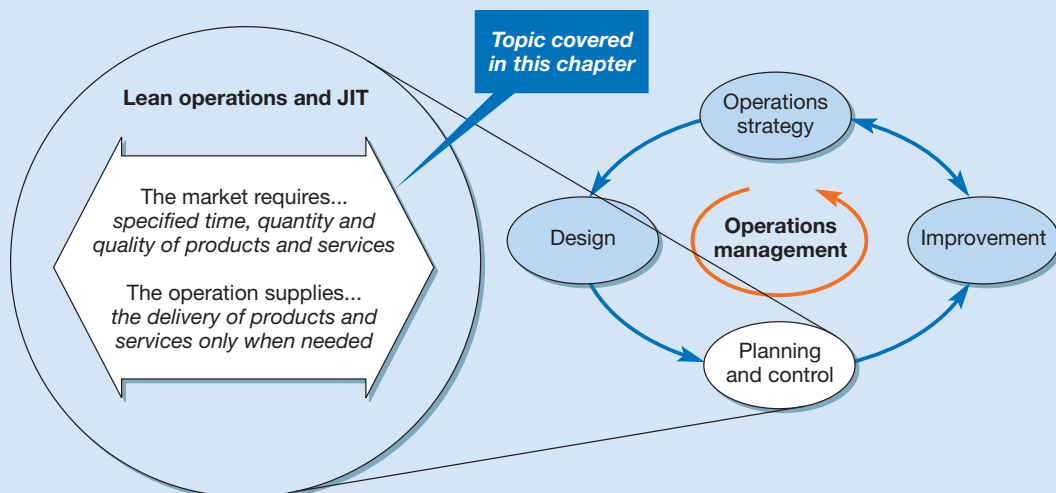 Topic covered
in this chapter
Lean operations and JIT
The market requires...
specified time, quantity and
quality of products and services
The operation supplies...
the delivery of products and
services only when needed
Operations
strategy
Design
Operations
management
Improvement
Planning
and control